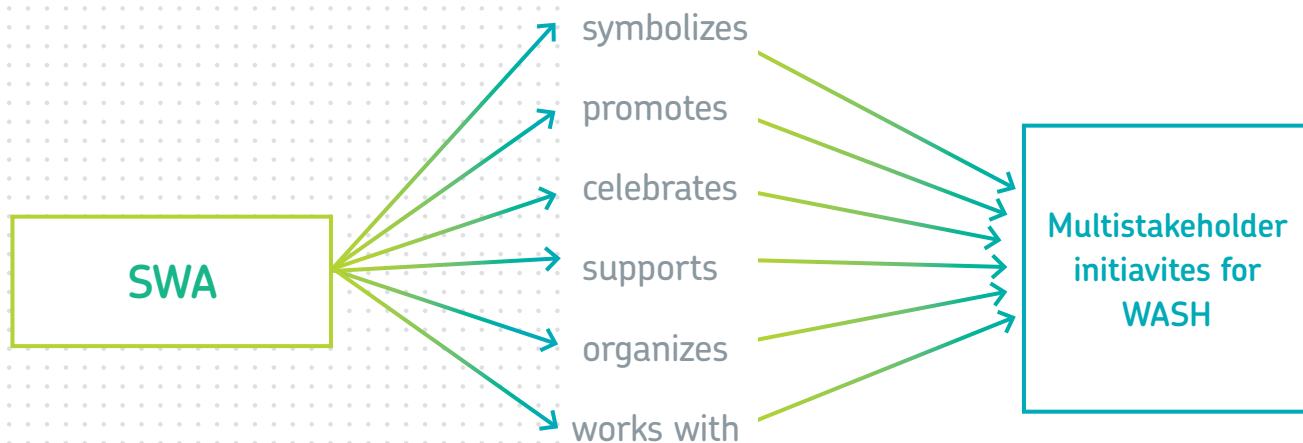 symbolizes
promotes
celebrates
SWA
supports
organizes
works with
Multistakeholder
initiavites for
WASH